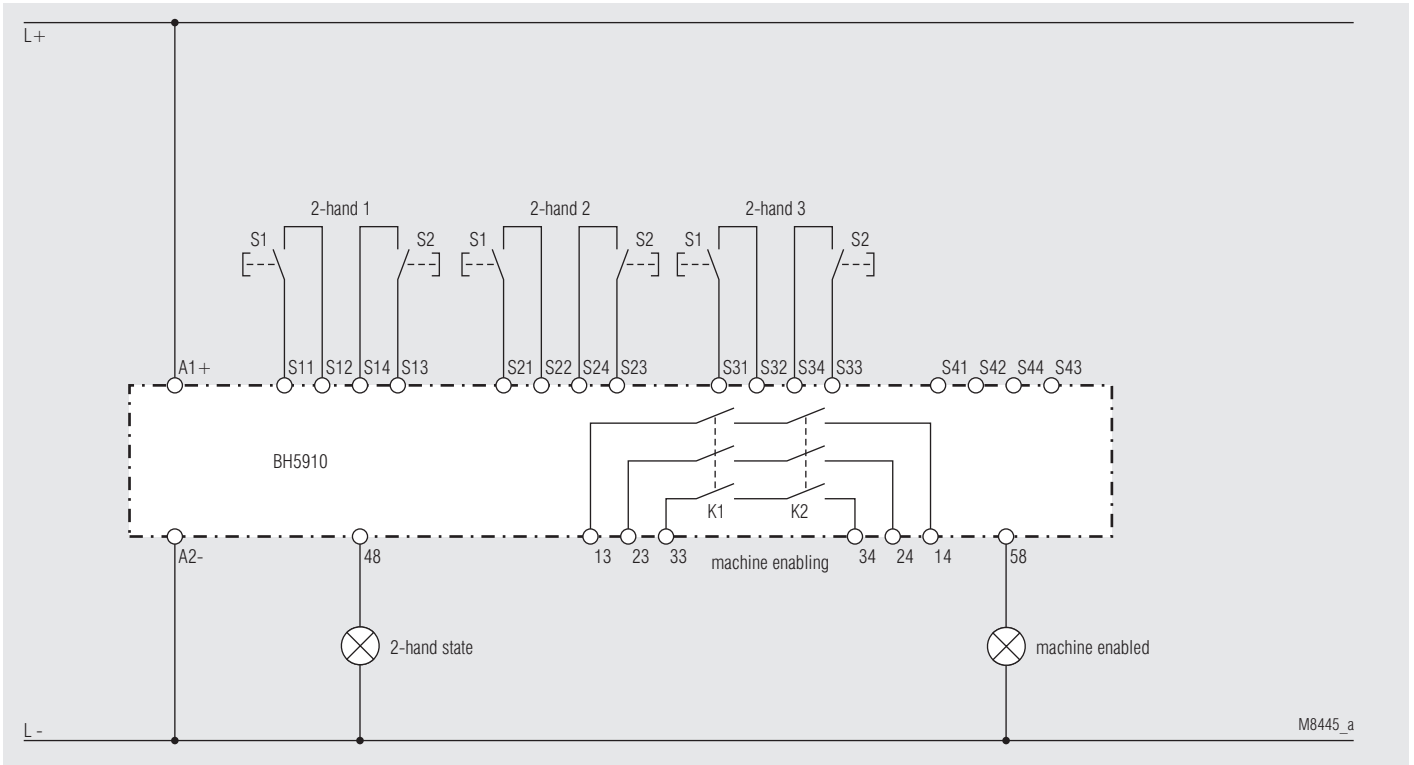 L+
2-hand 1 2-hand 2 2-hand 3
S1 S2 S1 S2 S1 S2
A1+ S11 S12 S14 S13 S21 S22 S24 S23 S31 S32 S34 S33 S41 S42 S44 S43
BH5910
K1 K2
A2- 48 13 23 33 machine enabling 34 24 14 58
2-hand state machine enabled
L -
M8445_a